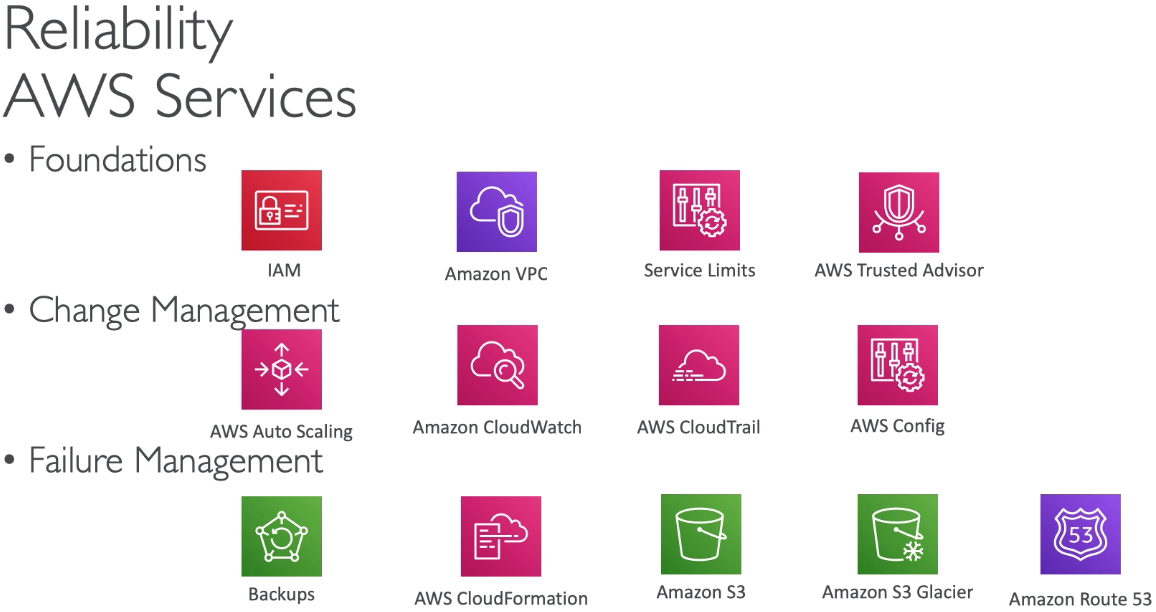 Reliability
AWS Services
• Foundations
IAM
Amazon VPC
Service Limits
AWS Trusted Advisor
• Change Management
AWS Auto Scaling
Amazon CloudWatch
AWS CloudTrail
AWS Config
• Failure Management
Backups
AWS CloudFormation
Amazon S3
Amazon S3 Glacier
53
Amazon Route 53